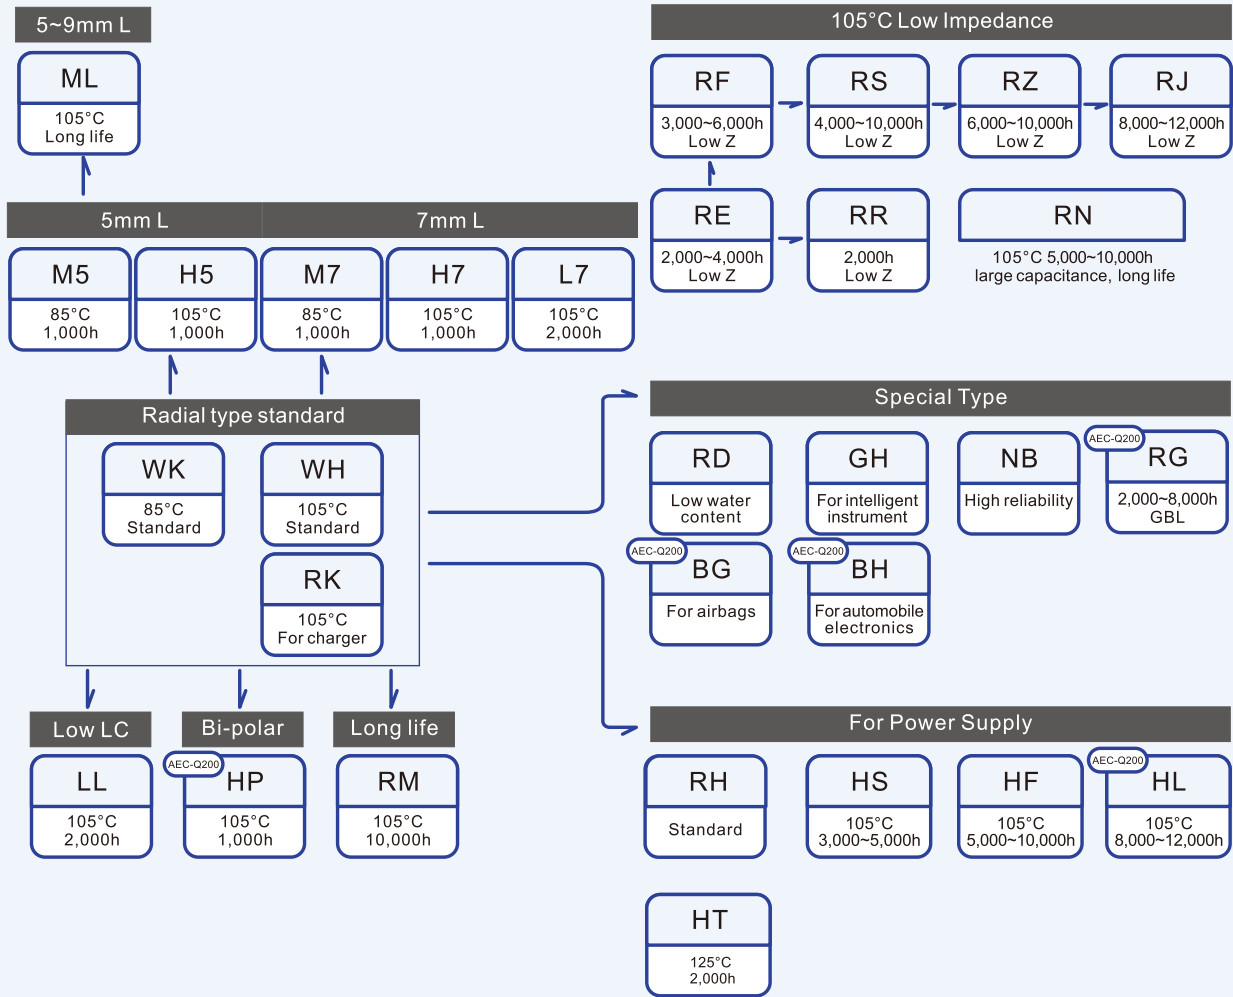 5~9mm L
ML
105°C
Long life
5mm L
7mm L
M5
85°C
1,000h
H5
105°C
1,000h
M7
85°C
1,000h
H7
105°C
1,000h
L7
105°C
2,000h
Radial type standard
WK
85°C
Standard
WH
105°C
Standard
RK
105°C
For charger
Low LC
LL
105°C
2,000h
Bi-polar
AEC-Q200
HP
105°C
1,000h
Long life
RM
105°C
10,000h
105°C Low Impedance
RF
3,000~6,000h
Low Z
RS
4,000~10,000h
Low Z
RZ
6,000~10,000h
Low Z
RJ
8,000~12,000h
Low Z
RE
2,000~4,000h
Low Z
RR
2,000h
Low Z
RN
105°C 5,000~10,000h
large capacitance, long life
Special Type
RD
Low water
content
GH
For intelligent
instrument
NB
High reliability
AEC-Q200
RG
2,000~8,000h
GBL
AEC-Q200
BG
For airbags
AEC-Q200
BH
For automobile
electronics
For Power Supply
RH
Standard
HS
105°C
3,000~5,000h
HF
105°C
5,000~10,000h
AEC-Q200
HL
105°C
8,000~12,000h
HT
125°C
2,000h